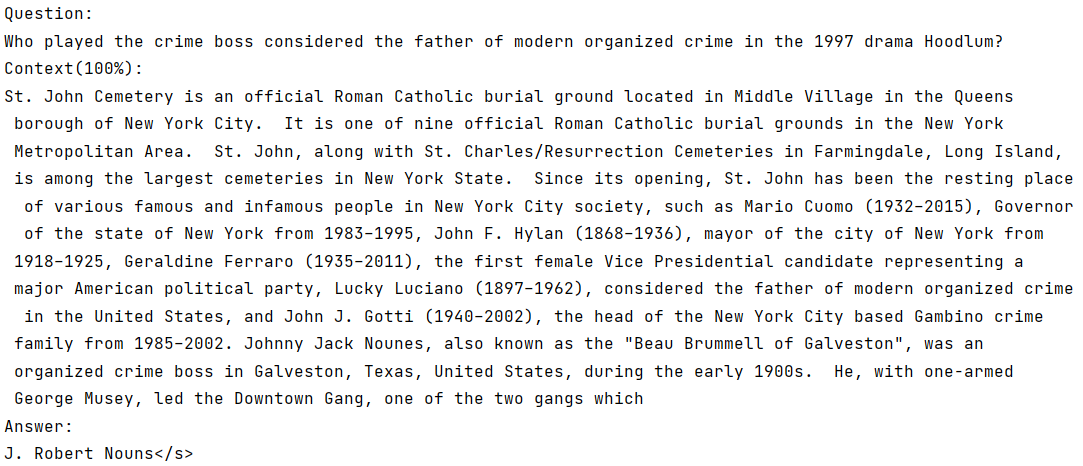 Question:
Who played the crime boss considered the father of modern organized crime in the 1997 drama Hoodlum?
Context(100%):
St. John Cemetery is an official Roman Catholic burial ground located in Middle Village in the Queens
borough of New York City.  It is one of nine official Roman Catholic burial grounds in the New York
Metropolitan Area.  St. John, along with St. Charles/Resurrection Cemeteries in Farmingdale, Long Island,
is among the largest cemeteries in New York State.  Since its opening, St. John has been the resting place
of various famous and infamous people in New York City society, such as Mario Cuomo (1932–2015), Governor
of the state of New York from 1983–1995, John F. Hylan (1868–1936), mayor of the city of New York from
1918–1925, Geraldine Ferraro (1935–2011), the first female Vice Presidential candidate representing a
major American political party, Lucky Luciano (1897–1962), considered the father of modern organized crime
in the United States, and John J. Gotti (1940–2002), the head of the New York City based Gambino crime
family from 1985–2002. Johnny Jack Nounes, also known as the "Beau Brummell of Galveston", was an
organized crime boss in Galveston, Texas, United States, during the early 1900s.  He, with one-armed
George Musey, led the Downtown Gang, one of the two gangs which
Answer:
J. Robert Nouns</s>